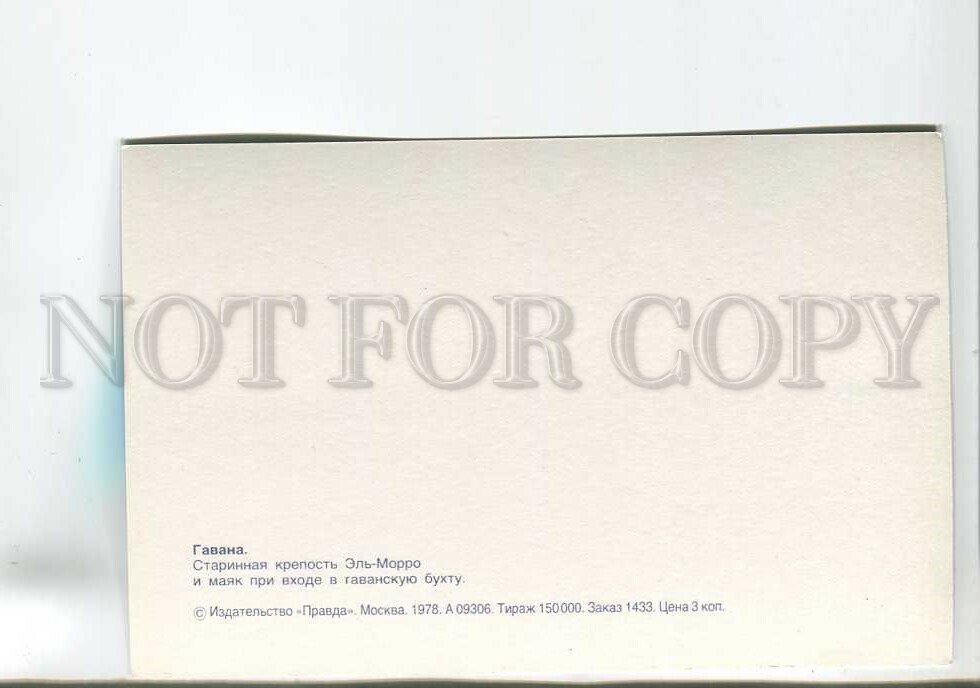 NOT FOR COPY
Гавана.
Старинная крепость Эль-Морро
и маяк при входе в гаванскую бухту.
© Издательство «Правда». Москва. 1978. А 09306. Тираж 150 000. Заказ 1433. Цена 3 коп.